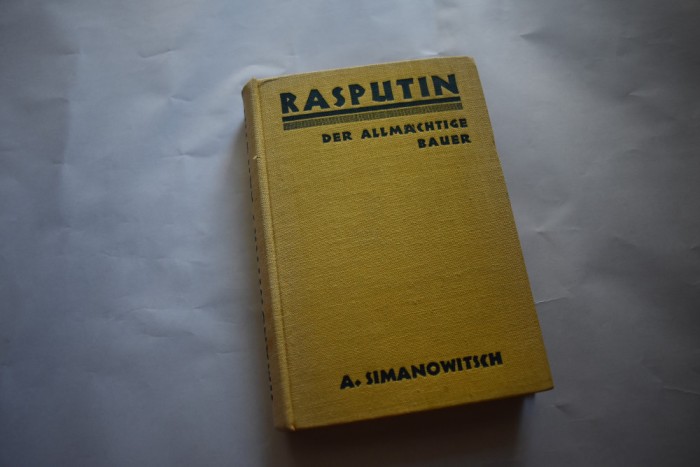 RASPUTIN
DER ALLMÄCHTIGE
BAUER
A. SIMANOWITSCH